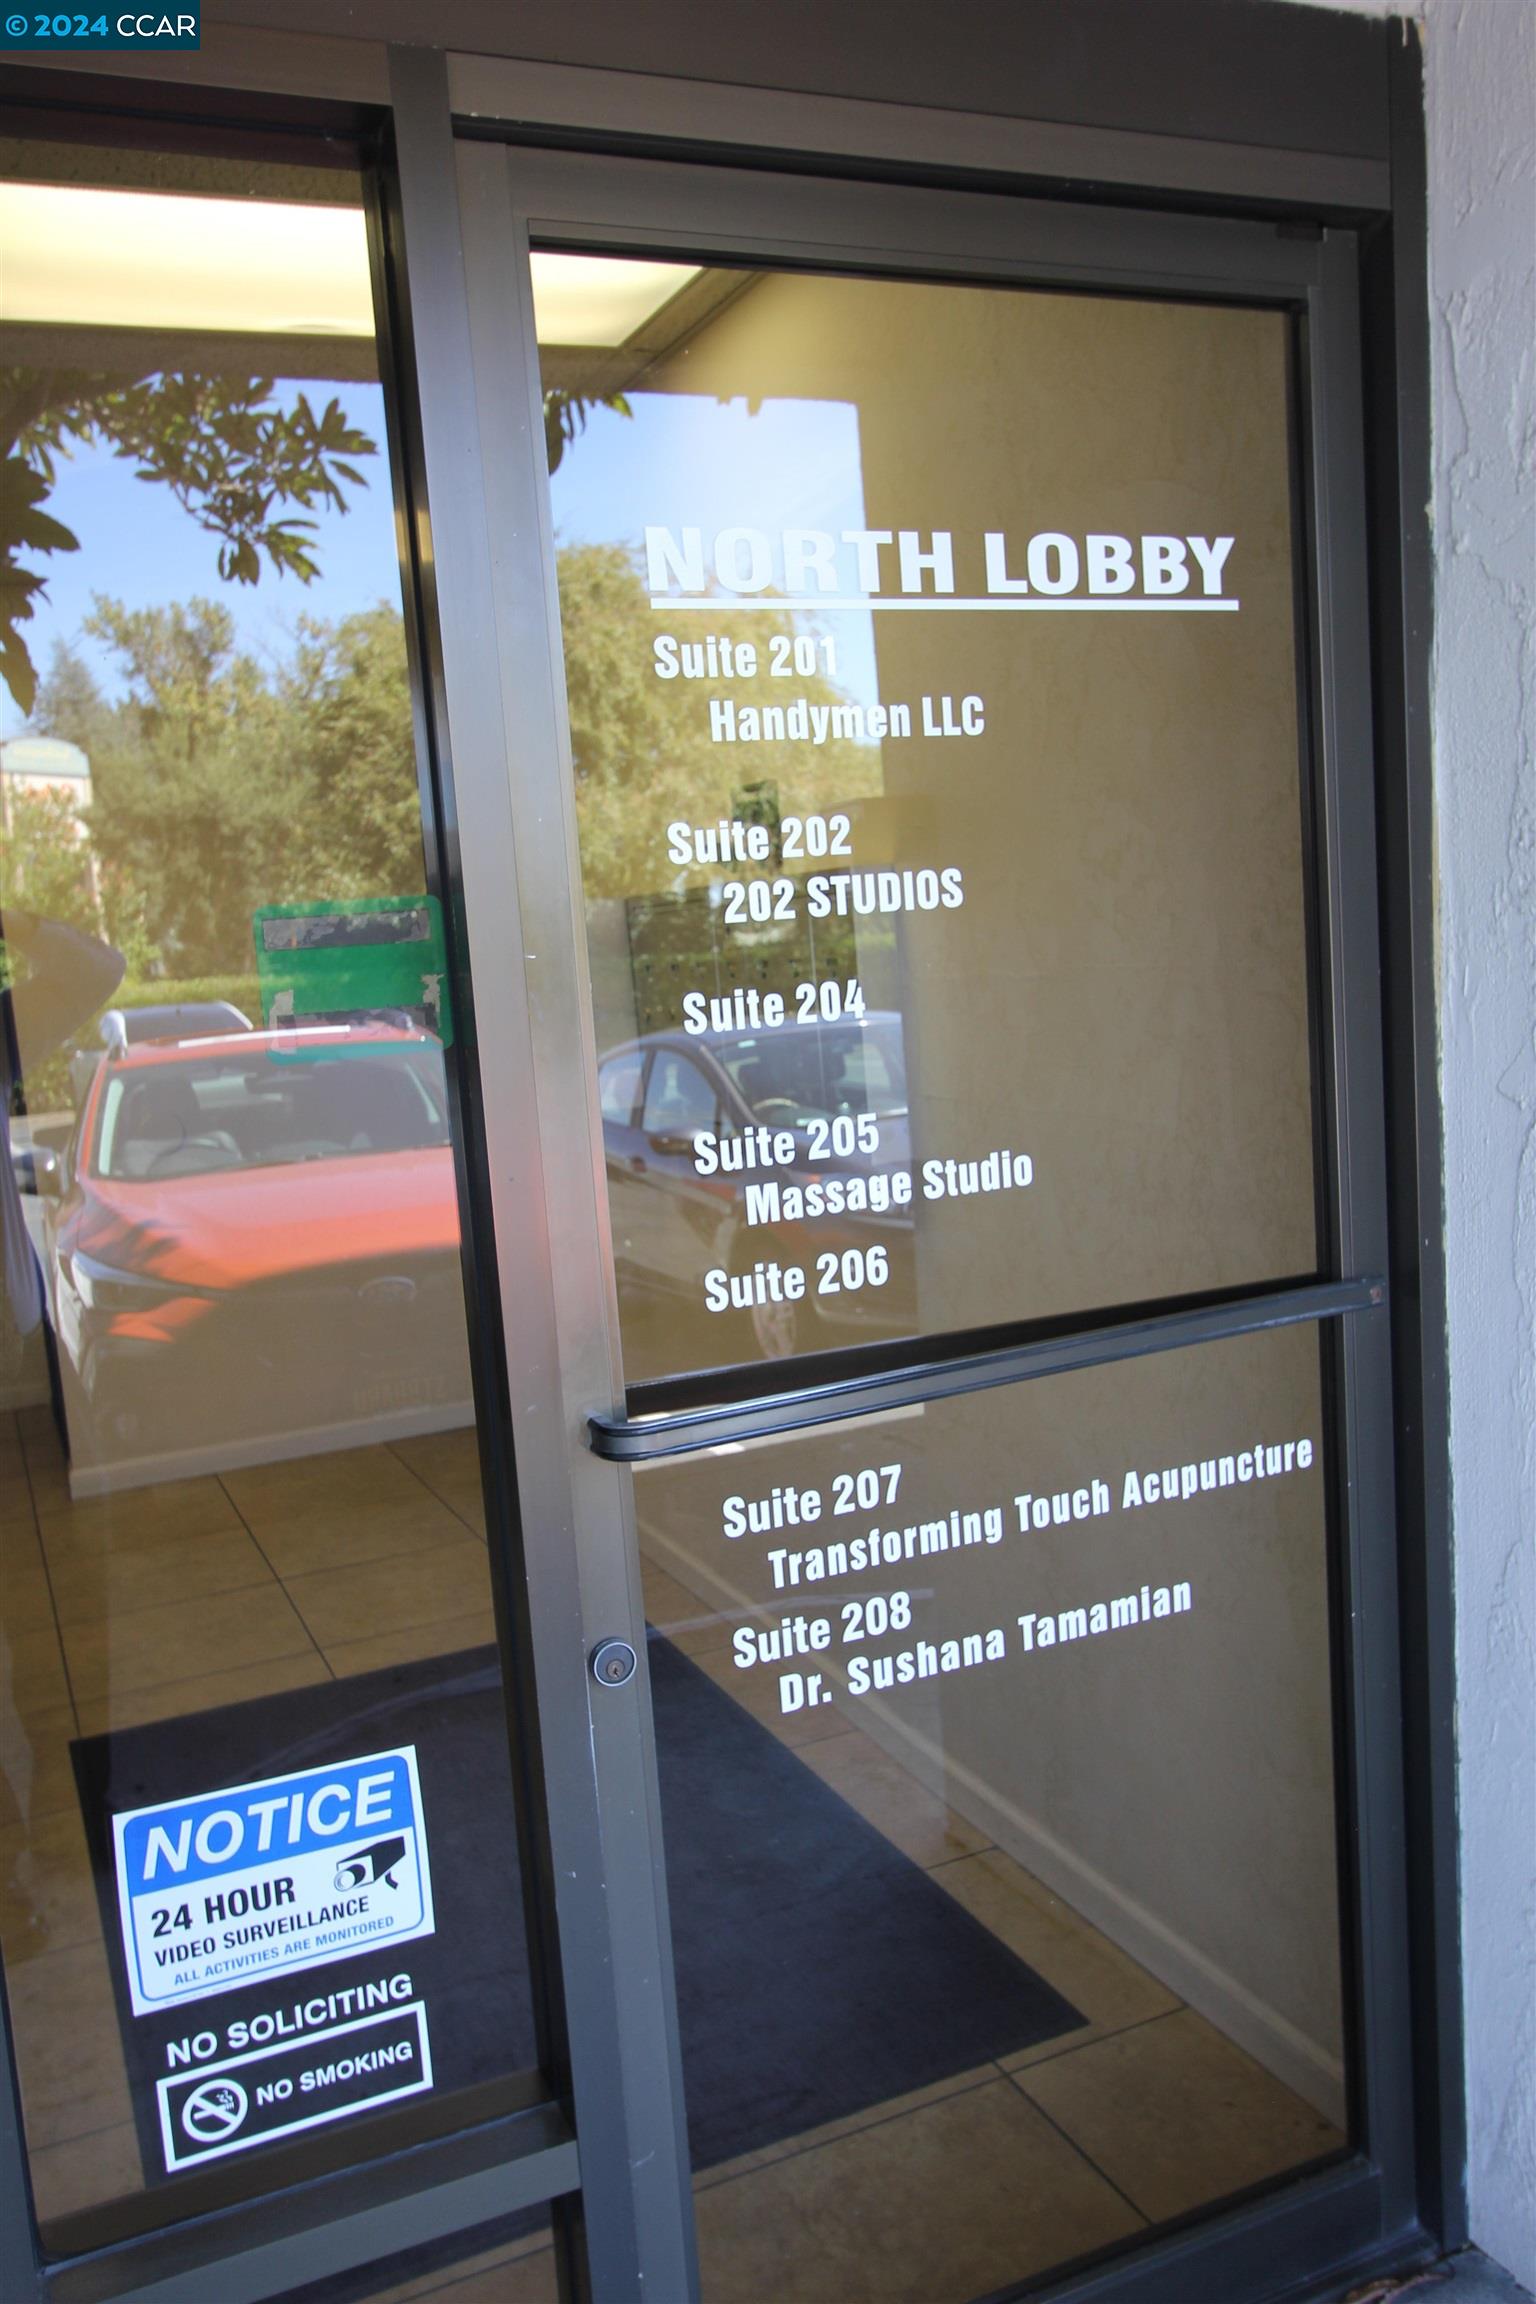 © 2024 CCAR
NORTH LOBBY
Suite 201
Handymen LLC
Suite 202
202 STUDIOS
Suite 204
Suite 205
Massage Studio
Suite 206
Suite 207
Transforming Touch Acupuncture
Suite 208
Dr. Sushana Tamamian
NOTICE
24 HOUR
VIDEO SURVEILLANCE
ALL ACTIVITIES ARE MONITORED
NO SOLICITING
NO SMOKING